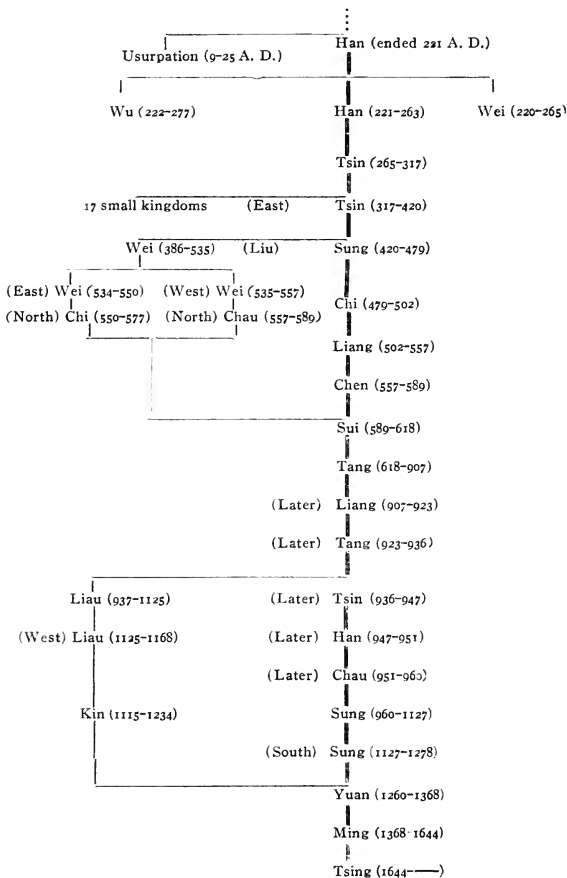 Han (ended 221 A. D.)
Usurpation (9-25 A. D.)
Wu (222-277) Han (221-263) Wei (220-265)
Tsin (265-317)
17 small kingdoms (East) Tsin (317-420)
Wei (386-535) (Liu) Sung (420-479)
(East) Wei (534-550) (West) Wei (535-557)
Chi (479-502)
(North) Chi (550-577) (North) Chau (557-589)
Liang (502-557)
Chen (557-589)
Sui (589-618)
Tang (618-907)
(Later) Liang (907-923)
(Later) Tang (923-936)
Liau (937-1125) (Later) Tsin (936-947)
(West) Liau (1125-1168) (Later) Han (947-951)
(Later) Chau (951-960)
Kin (1115-1234) Sung (960-1127)
(South) Sung (1127-1278)
Yuan (1260-1368)
Ming (1368-1644)
Tsing (1644-——)